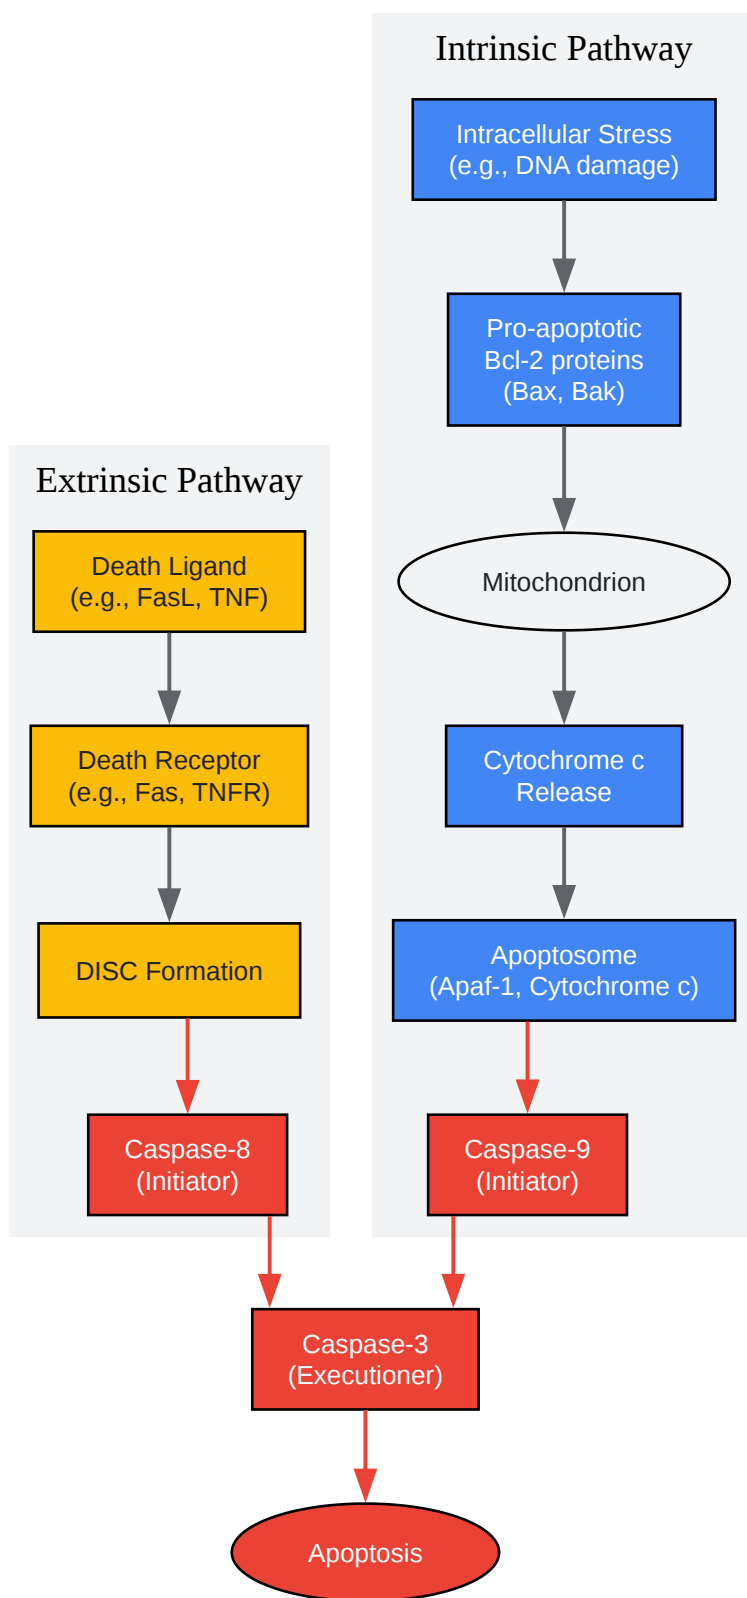 Intrinsic Pathway
Intracellular Stress
(e.g., DNA damage)
Pro-apoptotic
Bcl-2 proteins
(Bax, Bak)
Mitochondrion
Cytochrome c
Release
Apoptosome
(Apaf-1, Cytochrome c)
Caspase-9
(Initiator)
Extrinsic Pathway
Death Ligand
(e.g., FasL, TNF)
Death Receptor
(e.g., Fas, TNFR)
DISC Formation
Caspase-8
(Initiator)
Caspase-3
(Executioner)
Apoptosis